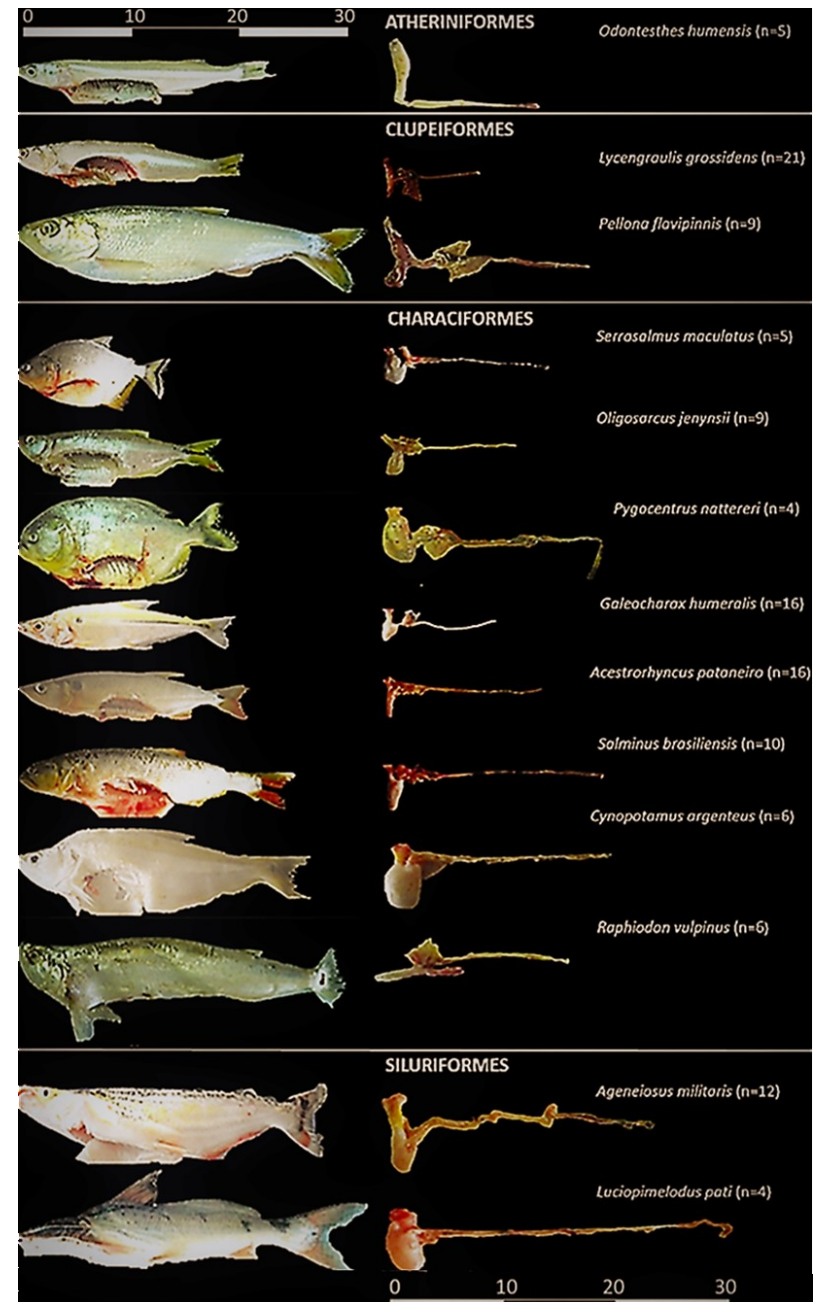 0 10 20 30
ATHERINIFORMES
Odontesthes humensis (n=5)
CLUPEIFORMES
Lycengraulis grossidens (n=21)
Pellona flavipinnis (n=9)
CHARACIFORMES
Serrosalmus maculatus (n=5)
Oligosarcus jenynsii (n=9)
Pygocentrus nattereri (n=4)
Galeocharax humeralis (n=16)
Acestrorhyncus pataneiro (n=16)
Salminus brasiliensis (n=10)
Cynopotamus argenteus (n=6)
Raphiodon vulpinus (n=6)
SILURIFORMES
Ageneiosus militaris (n=12)
Luciopimelodus pati (n=4)
0 10 20 30